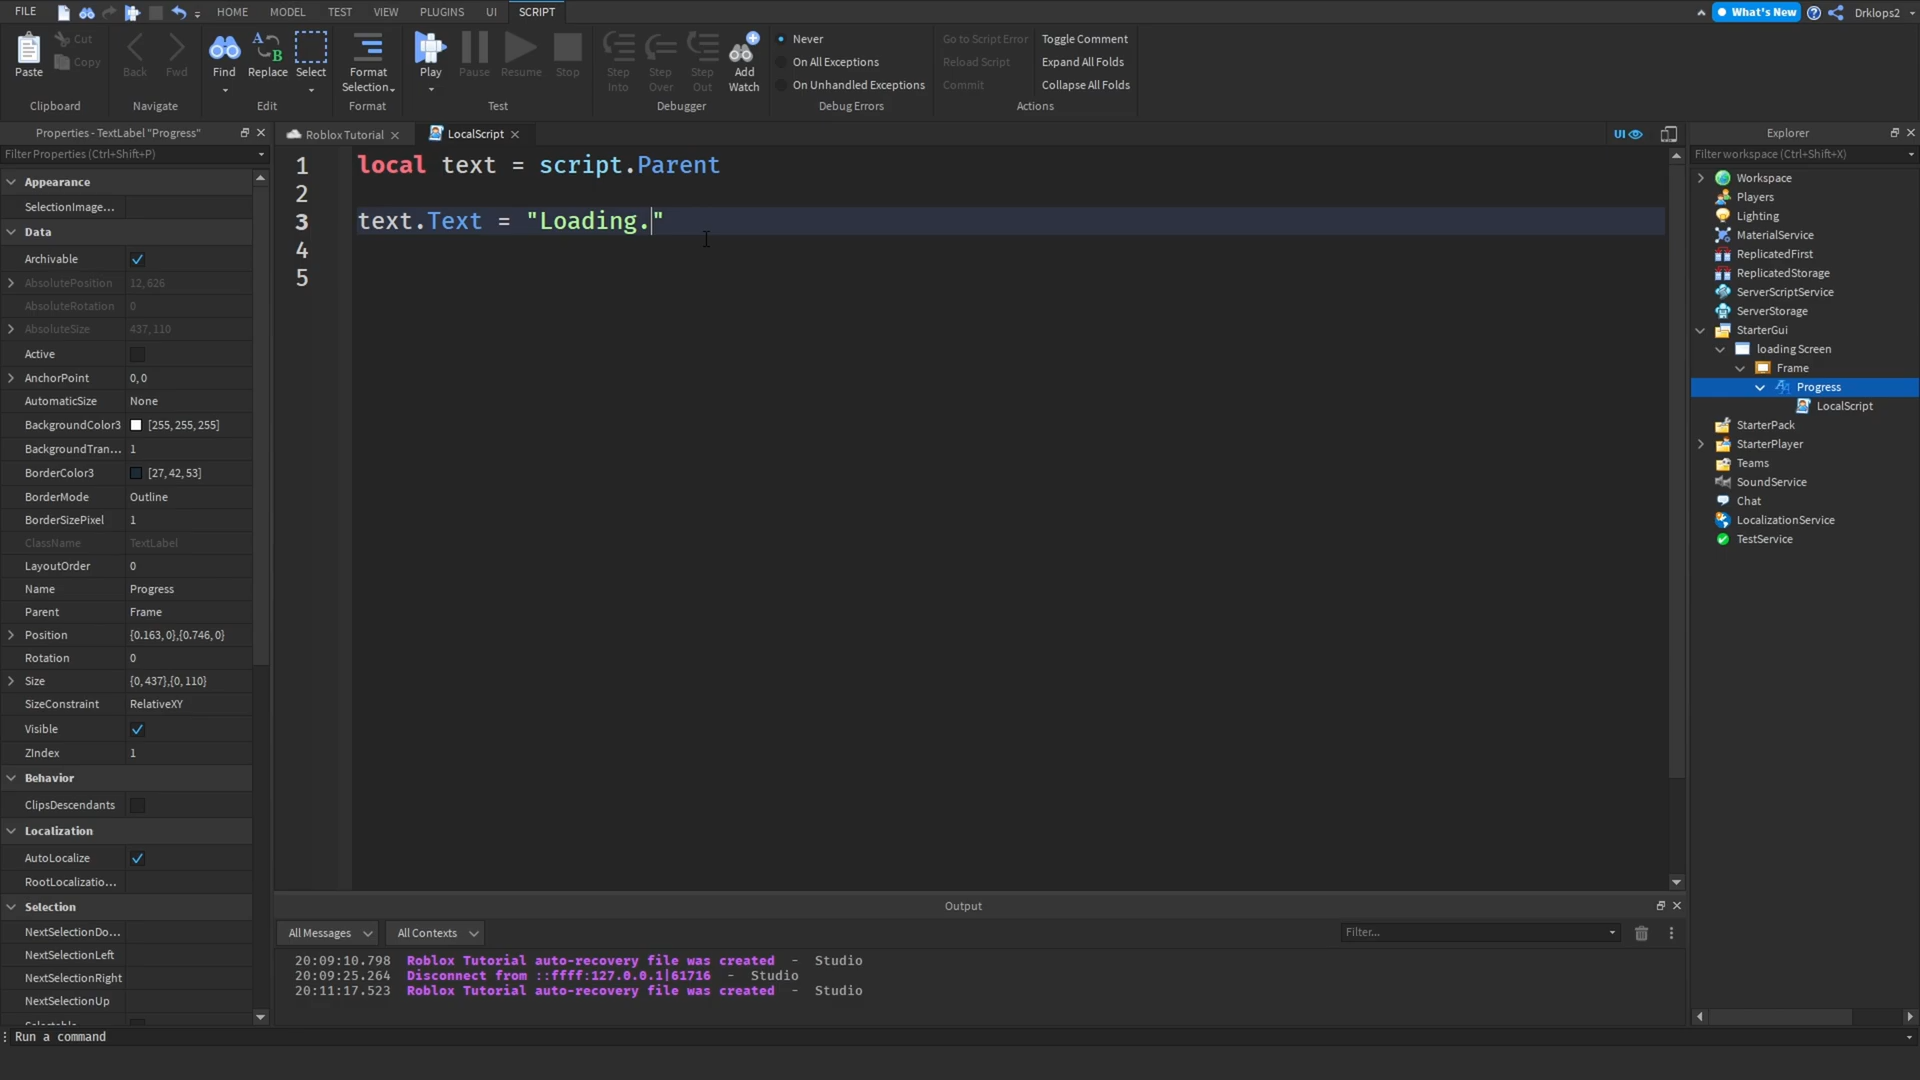 FILE HOME MODEL TEST VIEW PLUGINS UI SCRIPT What's New Drklops2
Paste Cut Copy Back Fwd Find Replace Select Format Selection Play Pause Resume Stop Step Into Step Over Step Out Add Watch
Never
On All Exceptions
On Unhandled Exceptions
Go to Script Error Toggle Comment
Reload Script Expand All Folds
Commit Collapse All Folds
Clipboard Navigate Edit Format Test Debugger Debug Errors Actions
Properties - TextLabel "Progress"
Filter Properties (Ctrl+Shift+P)
Appearance
SelectionImage...
Data
Archivable
AbsolutePosition 12, 626
AbsoluteRotation 0
AbsoluteSize 437, 110
Active
AnchorPoint 0, 0
AutomaticSize None
BackgroundColor3 [255, 255, 255]
BackgroundTran... 1
BorderColor3 [27, 42, 53]
BorderMode Outline
BorderSizePixel 1
ClassName TextLabel
LayoutOrder 0
Name Progress
Parent Frame
Position {0.163, 0},{0.746, 0}
Rotation 0
Size {0, 437},{0, 110}
SizeConstraint RelativeXY
Visible
ZIndex 1
Behavior
ClipsDescendants
Localization
AutoLocalize
RootLocalizatio...
Selection
NextSelectionDo...
NextSelectionLeft
NextSelectionRight
NextSelectionUp
Roblox Tutorial LocalScript UI
1 local text = script.Parent
2
3 text.Text = "Loading."
4
5
Output
All Messages All Contexts Filter...
20:09:10.798 Roblox Tutorial auto-recovery file was created - Studio
20:09:25.264 Disconnect from ::ffff:127.0.0.1|61716 - Studio
20:11:17.523 Roblox Tutorial auto-recovery file was created - Studio
Explorer
Filter workspace (Ctrl+Shift+X)
Workspace
Players
Lighting
MaterialService
ReplicatedFirst
ReplicatedStorage
ServerScriptService
ServerStorage
StarterGui
loading Screen
Frame
Progress
LocalScript
StarterPack
StarterPlayer
Teams
SoundService
Chat
LocalizationService
TestService
Run a command